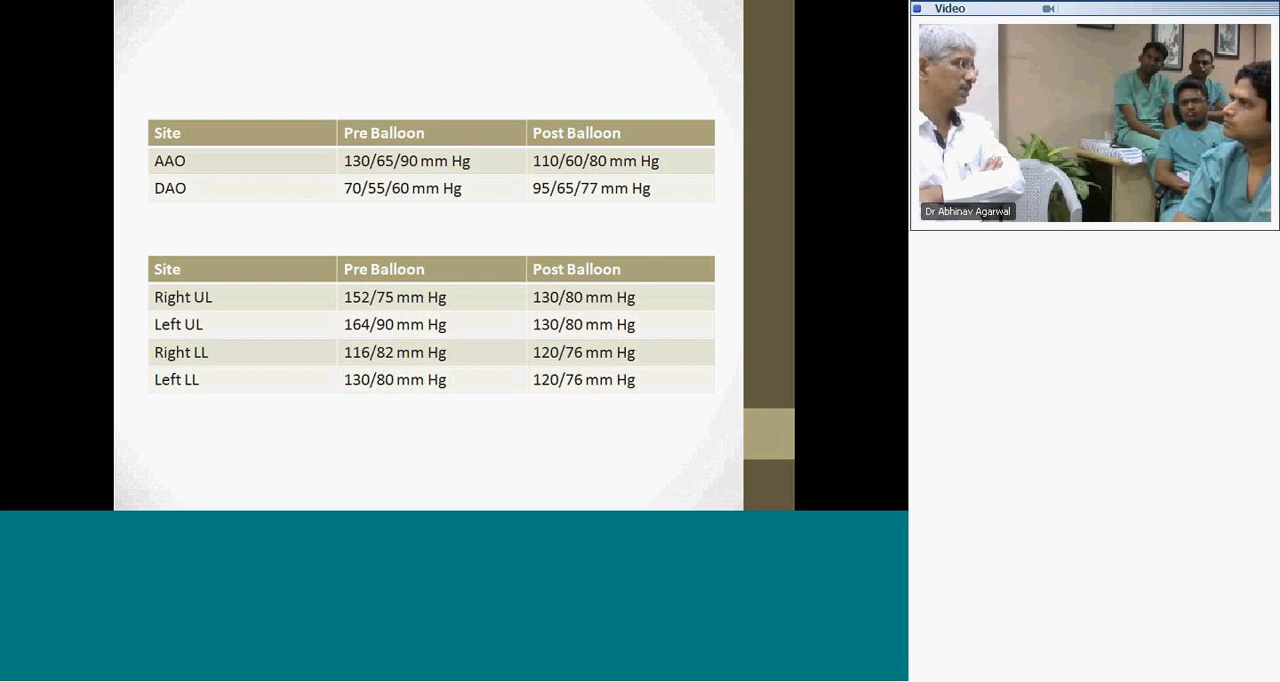 Site Pre Balloon Post Balloon
AAO 130/65/90 mm Hg 110/60/80 mm Hg
DAO 70/55/60 mm Hg 95/65/77 mm Hg
Site Pre Balloon Post Balloon
Right UL 152/75 mm Hg 130/80 mm Hg
Left UL 164/90 mm Hg 130/80 mm Hg
Right LL 116/82 mm Hg 120/76 mm Hg
Left LL 130/80 mm Hg 120/76 mm Hg
Video
Dr Abhinav Agarwal